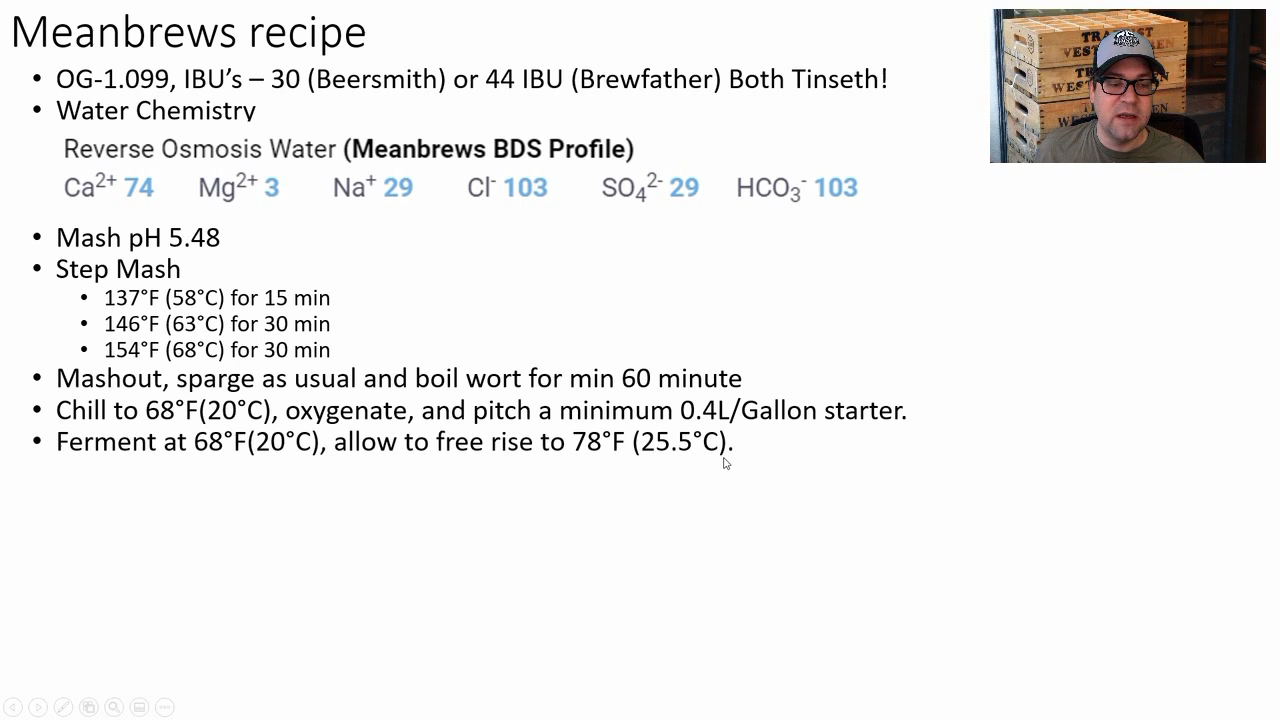 Meanbrews recipe
• OG-1.099, IBU's – 30 (Beersmith) or 44 IBU (Brewfather) Both Tinseth!
• Water Chemistry
Reverse Osmosis Water (Meanbrews BDS Profile)
Ca2+ 74 Mg2+ 3 Na+ 29 Cl- 103 SO42- 29 HCO3- 103
• Mash pH 5.48
• Step Mash
• 137°F (58°C) for 15 min
• 146°F (63°C) for 30 min
• 154°F (68°C) for 30 min
• Mashout, sparge as usual and boil wort for min 60 minute
• Chill to 68°F(20°C), oxygenate, and pitch a minimum 0.4L/Gallon starter.
• Ferment at 68°F(20°C), allow to free rise to 78°F (25.5°C).